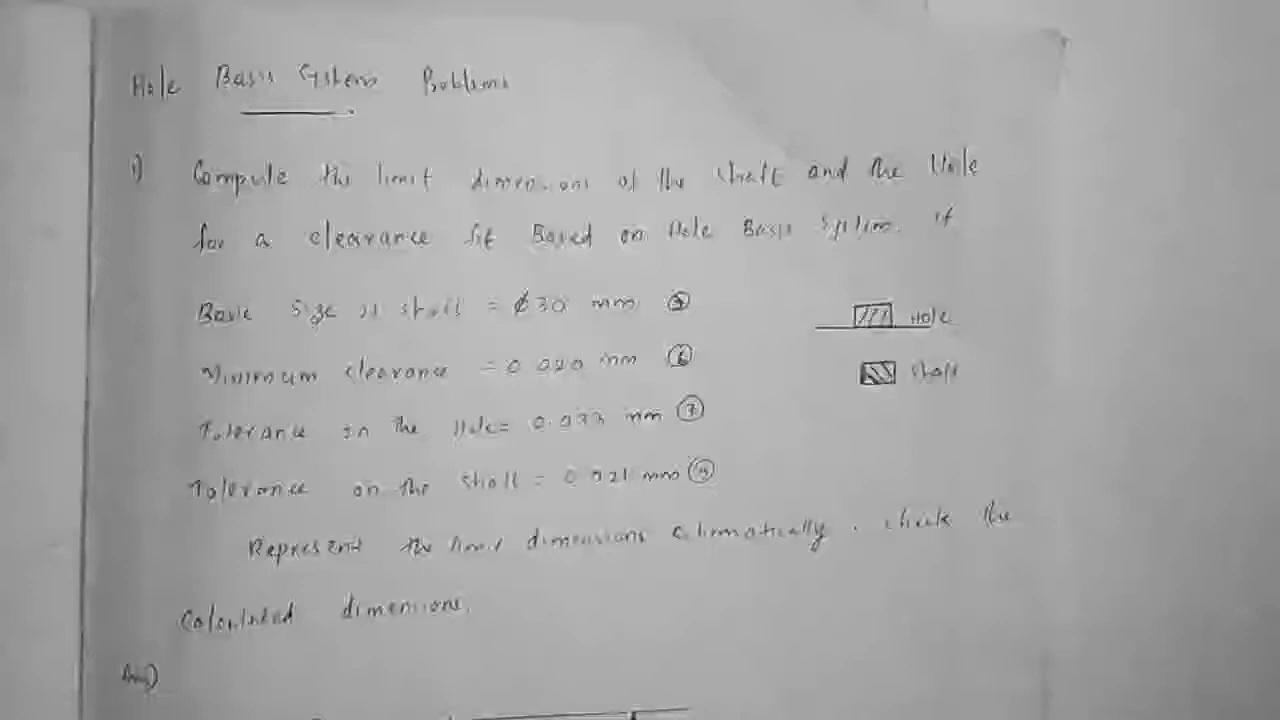 Hole Basis System Problems
1) Compute the limit dimensions of the shaft and the Hole
for a clearance fit Based on Hole Basis System. if
Basic Size of shaft = ϕ30 mm
Hole
Minimum clearance = 0.020 mm 6
shaft
Tolerance on the Hole = 0.033 mm 7
Tolerance on the shaft = 0.021 mm
Represent the limit dimensions schematically. check the
Calculated dimensions.
Ans)